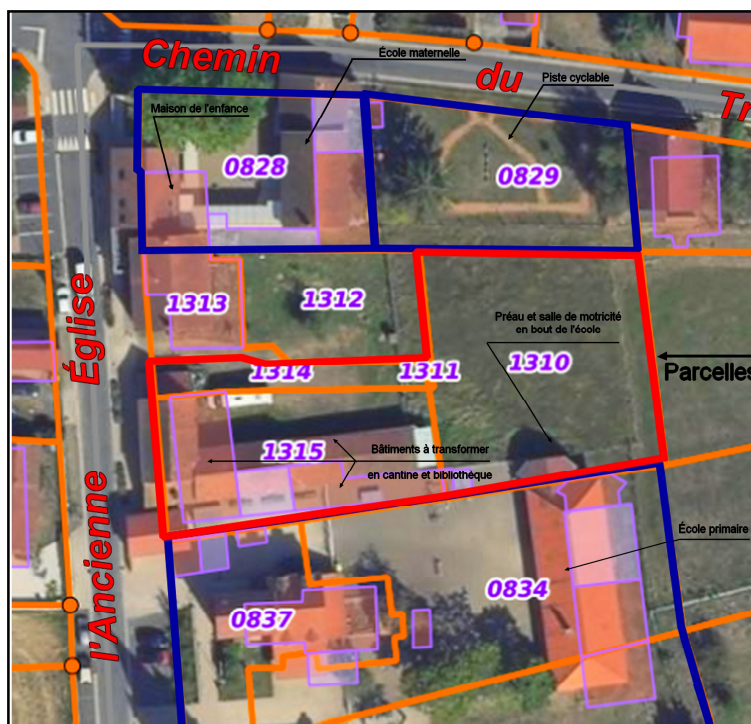 Chemin
du
Tr
École maternelle
Piste cyclable
Maison de l'enfance
0828
0829
1313
1312
Préau et salle de motricité
en bout de l'école
1310
1314
1311
Parcelles
Église
1315
Bâtiments à transformer
en cantine et bibliothèque
l'Ancienne
École primaire
0834
0837